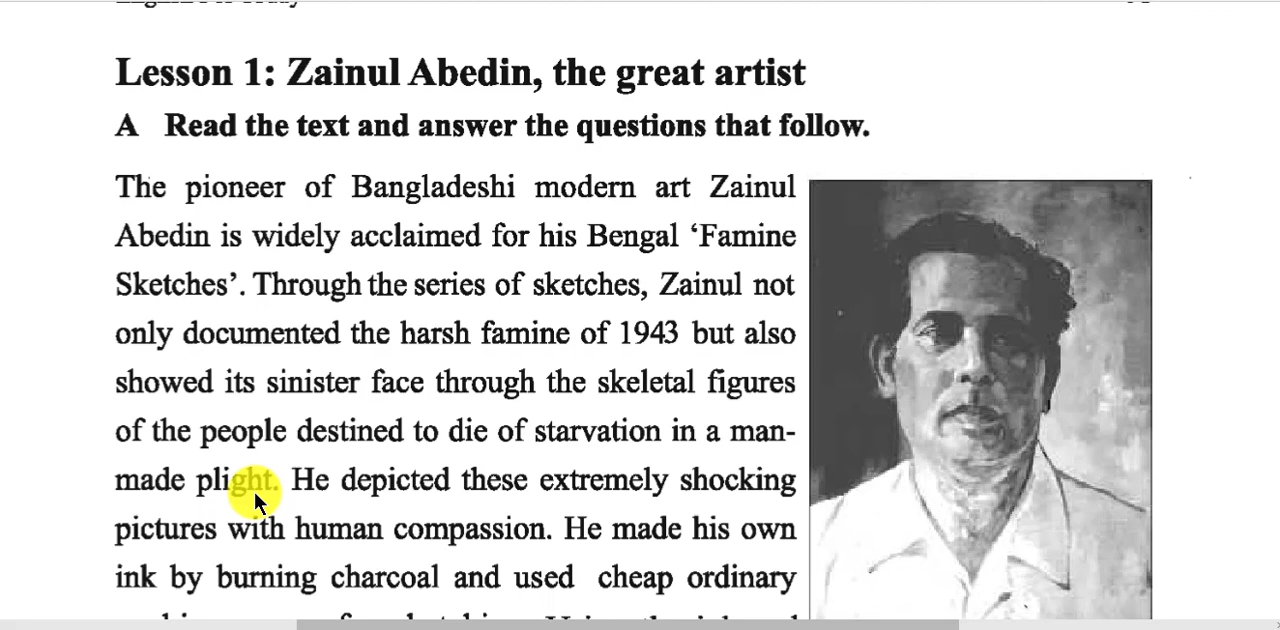 Lesson 1: Zainul Abedin, the great artist
A Read the text and answer the questions that follow.
The pioneer of Bangladeshi modern art Zainul
Abedin is widely acclaimed for his Bengal ‘Famine
Sketches’. Through the series of sketches, Zainul not
only documented the harsh famine of 1943 but also
showed its sinister face through the skeletal figures
of the people destined to die of starvation in a man-
made plight. He depicted these extremely shocking
pictures with human compassion. He made his own
ink by burning charcoal and used cheap ordinary